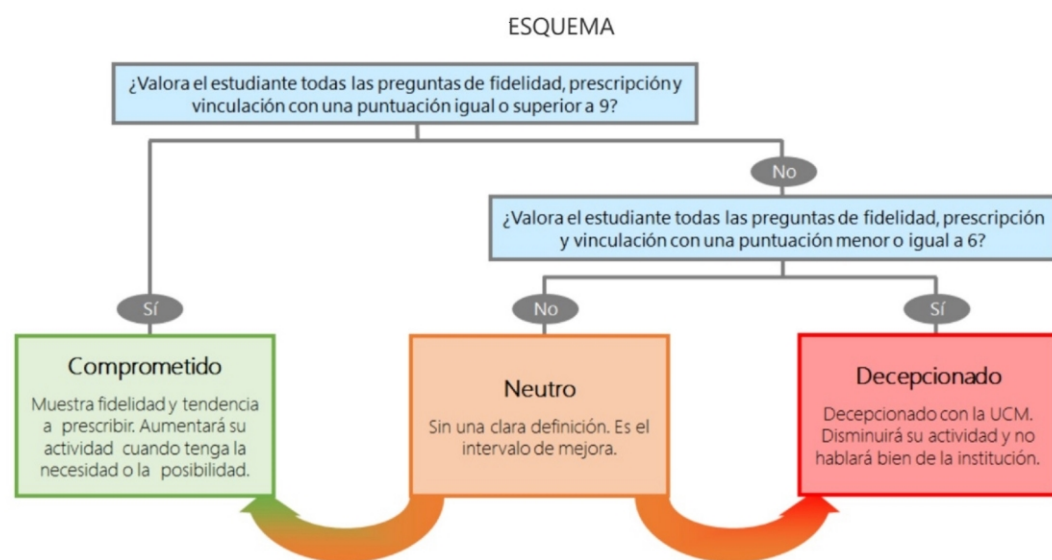 ESQUEMA
¿Valora el estudiante todas las preguntas de fidelidad, prescripción y
vinculación con una puntuación igual o superior a 9?
No
¿Valora el estudiante todas las preguntas de fidelidad, prescripción
y vinculación con una puntuación menor o igual a 6?
Sí
No
Sí
Comprometido
Muestra fidelidad y tendencia
a prescribir. Aumentará su
actividad cuando tenga la
necesidad o la posibilidad.
Neutro
Sin una clara definición. Es el
intervalo de mejora.
Decepcionado
Decepcionado con la UCM.
Disminuirá su actividad y no
hablará bien de la institución.